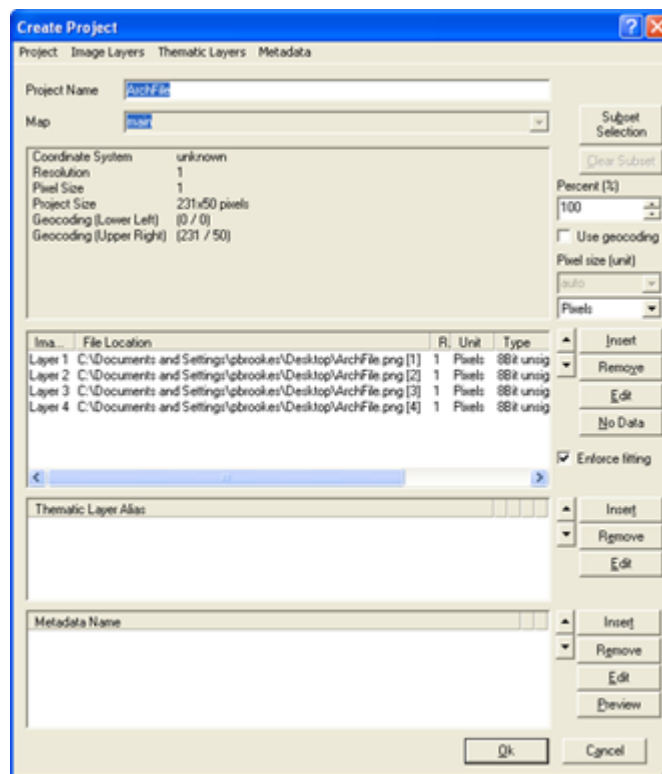 Create Project
Project Image Layers Thematic Layers Metadata
Project Name ArchFile
Map main
Subset Selection
Clear Subset
Coordinate System unknown
Resolution 1
Pixel Size 1
Project Size 231x50 pixels
Geocoding (Lower Left) (0 / 0)
Geocoding (Upper Right) (231 / 50)
Percent (%)
100
Use geocoding
Pixel size (unit)
auto
Pixels
Ima... File Location R. Unit Type
Layer 1 C:\Documents and Settings\pbrookes\Desktop\ArchFile.png [1] 1 Pixels 8Bit unsig
Layer 2 C:\Documents and Settings\pbrookes\Desktop\ArchFile.png [2] 1 Pixels 8Bit unsig
Layer 3 C:\Documents and Settings\pbrookes\Desktop\ArchFile.png [3] 1 Pixels 8Bit unsig
Layer 4 C:\Documents and Settings\pbrookes\Desktop\ArchFile.png [4] 1 Pixels 8Bit unsig
Insert
Remove
Edit
No Data
Enforce fitting
Thematic Layer Alias
Insert
Remove
Edit
Metadata Name
Insert
Remove
Edit
Preview
Ok
Cancel